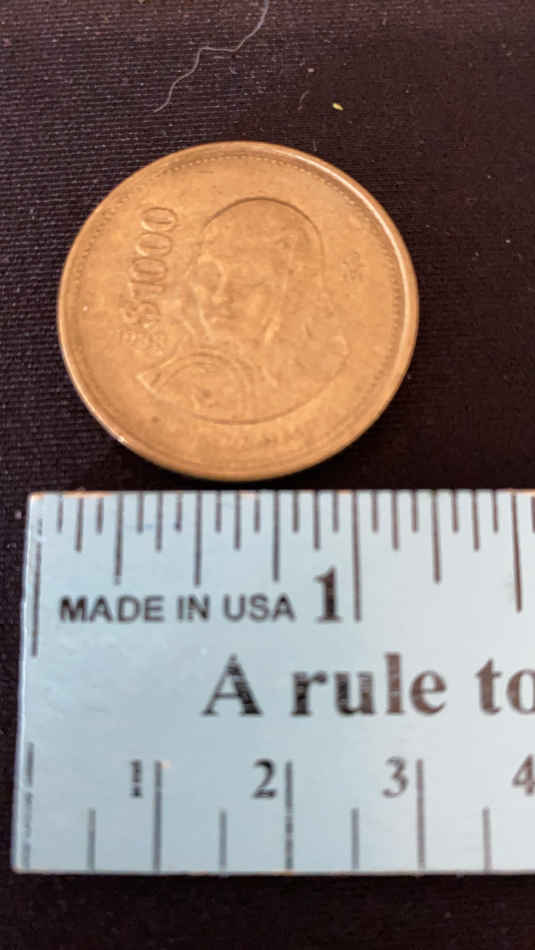 $1000
MADE IN USA
1
A rule to
1 2 3 4